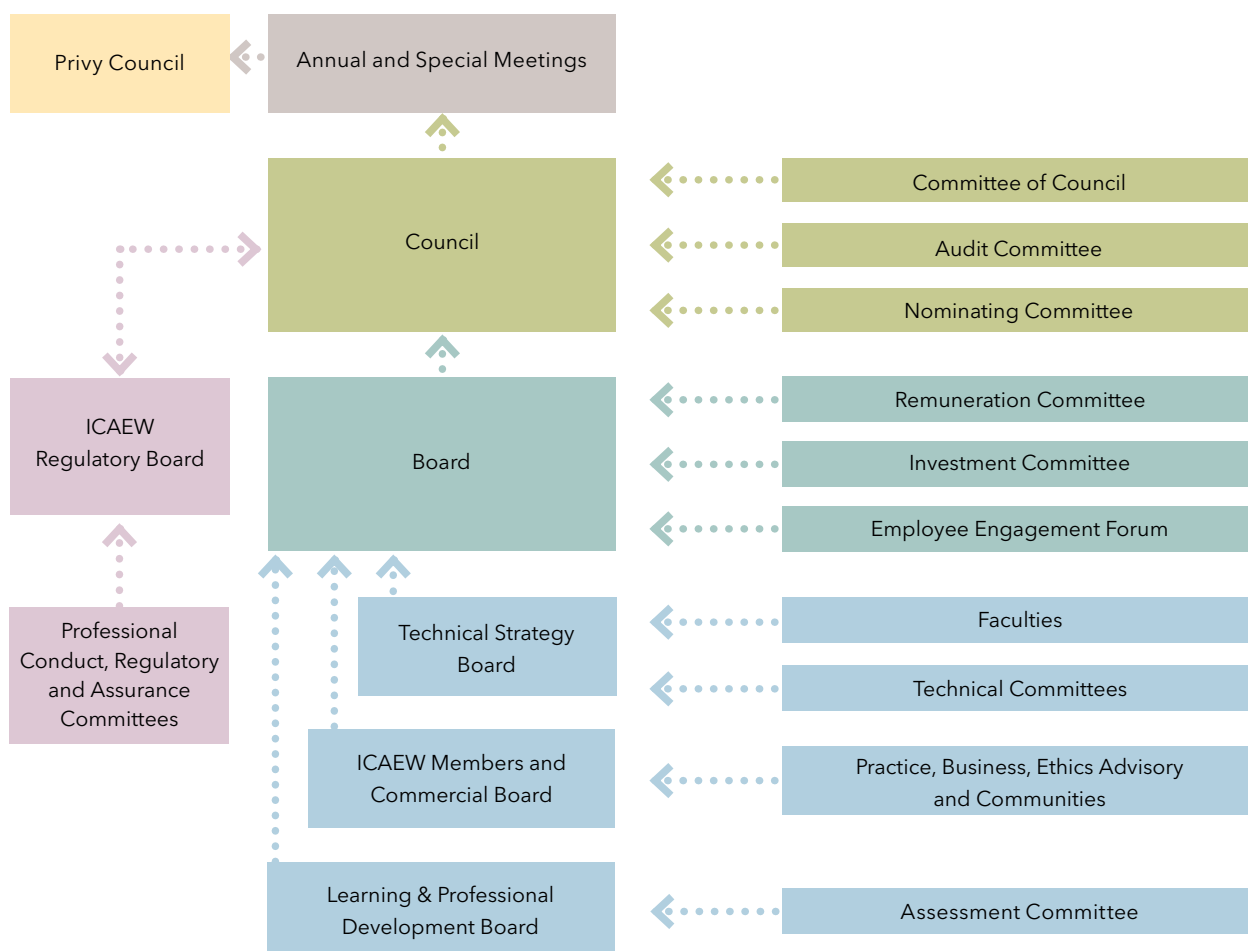 Privy Council
Annual and Special Meetings
Council
Committee of Council
Audit Committee
Nominating Committee
ICAEW
Regulatory Board
Board
Remuneration Committee
Investment Committee
Employee Engagement Forum
Professional
Conduct, Regulatory
and Assurance
Committees
Technical Strategy
Board
Faculties
Technical Committees
ICAEW Members and
Commercial Board
Practice, Business, Ethics Advisory
and Communities
Learning & Professional
Development Board
Assessment Committee